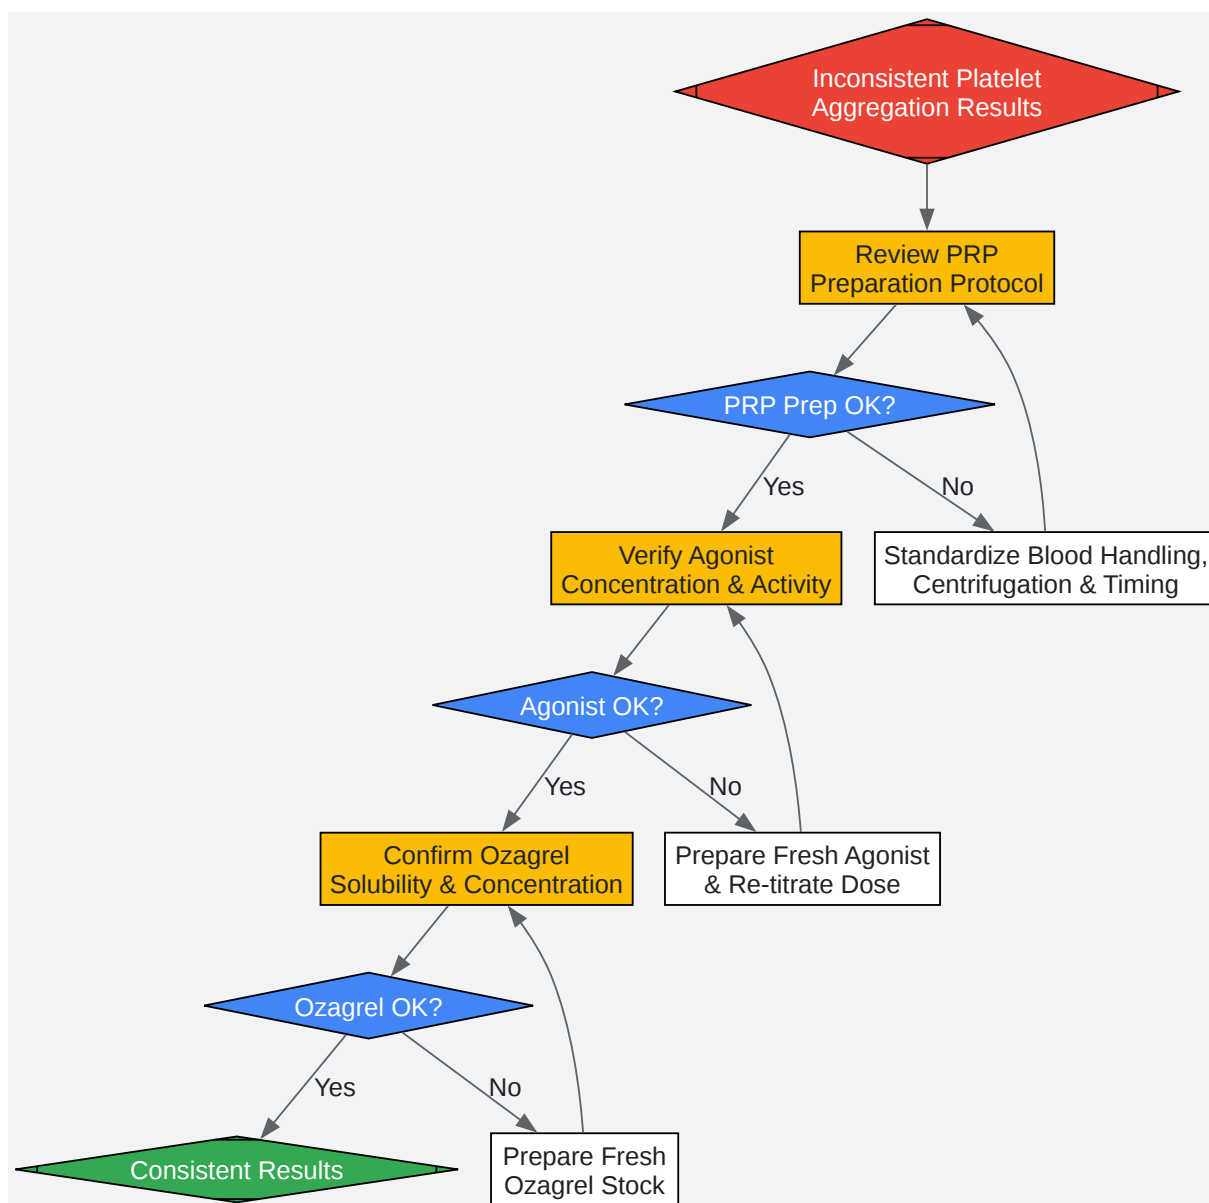 Inconsistent Platelet
Aggregation Results
Review PRP
Preparation Protocol
PRP Prep OK?
Yes
No
Verify Agonist
Concentration & Activity
Standardize Blood Handling,
Centrifugation & Timing
Agonist OK?
Yes
No
Confirm Ozagrel
Solubility & Concentration
Prepare Fresh Agonist
& Re-titrate Dose
Ozagrel OK?
Yes
No
Consistent Results
Prepare Fresh
Ozagrel Stock